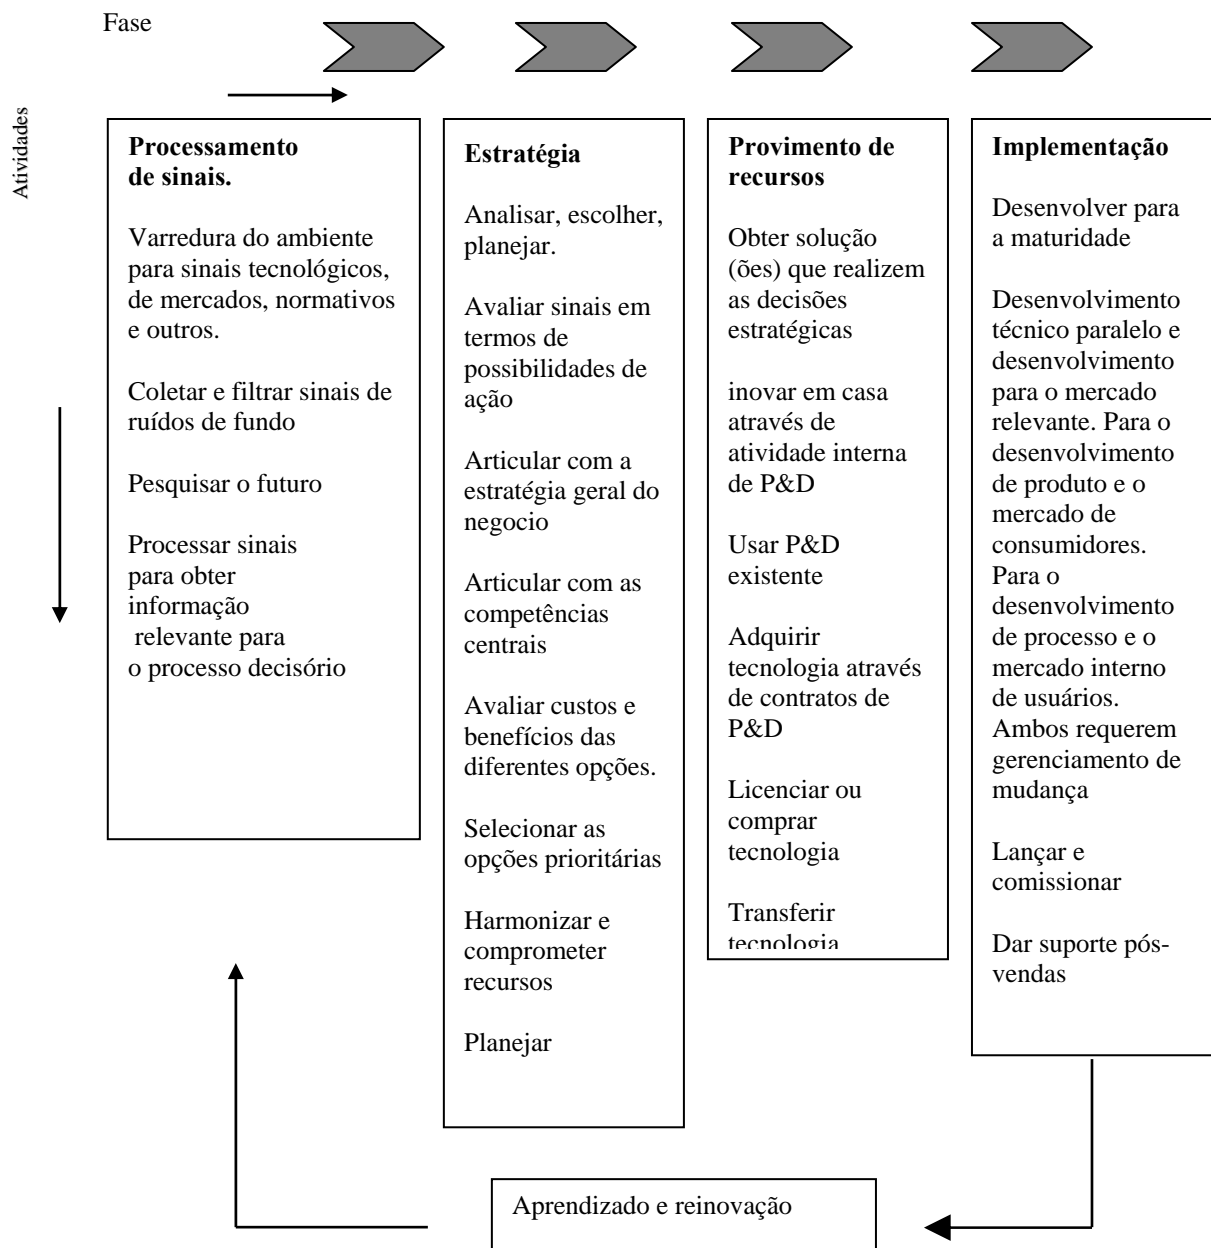 Fase
Atividades
Processamento
de sinais.
Varredura do ambiente
para sinais tecnológicos,
de mercados, normativos
e outros.
Coletar e filtrar sinais de
ruídos de fundo
Pesquisar o futuro
Processar sinais
para obter
informação
relevante para
o processo decisório
Estratégia
Analisar, escolher,
planejar.
Avaliar sinais em
termos de
possibilidades de
ação
Articular com a
estratégia geral do
negocio
Articular com as
competências
centrais
Avaliar custos e
benefícios das
diferentes opções.
Selecionar as
opções prioritárias
Harmonizar e
comprometer
recursos
Planejar
Provimento de
recursos
Obter solução
(ões) que realizem
as decisões
estratégicas
inovar em casa
através de
atividade interna
de P&D
Usar P&D
existente
Adquirir
tecnologia através
de contratos de
P&D
Licenciar ou
comprar
tecnologia
Transferir
tecnologia
Implementação
Desenvolver para
a maturidade
Desenvolvimento
técnico paralelo e
desenvolvimento
para o mercado
relevante. Para o
desenvolvimento
de produto e o
mercado de
consumidores.
Para o
desenvolvimento
de processo e o
mercado interno
de usuários.
Ambos requerem
gerenciamento de
mudança
Lançar e
comissionar
Dar suporte pós-
vendas
Aprendizado e reinovação